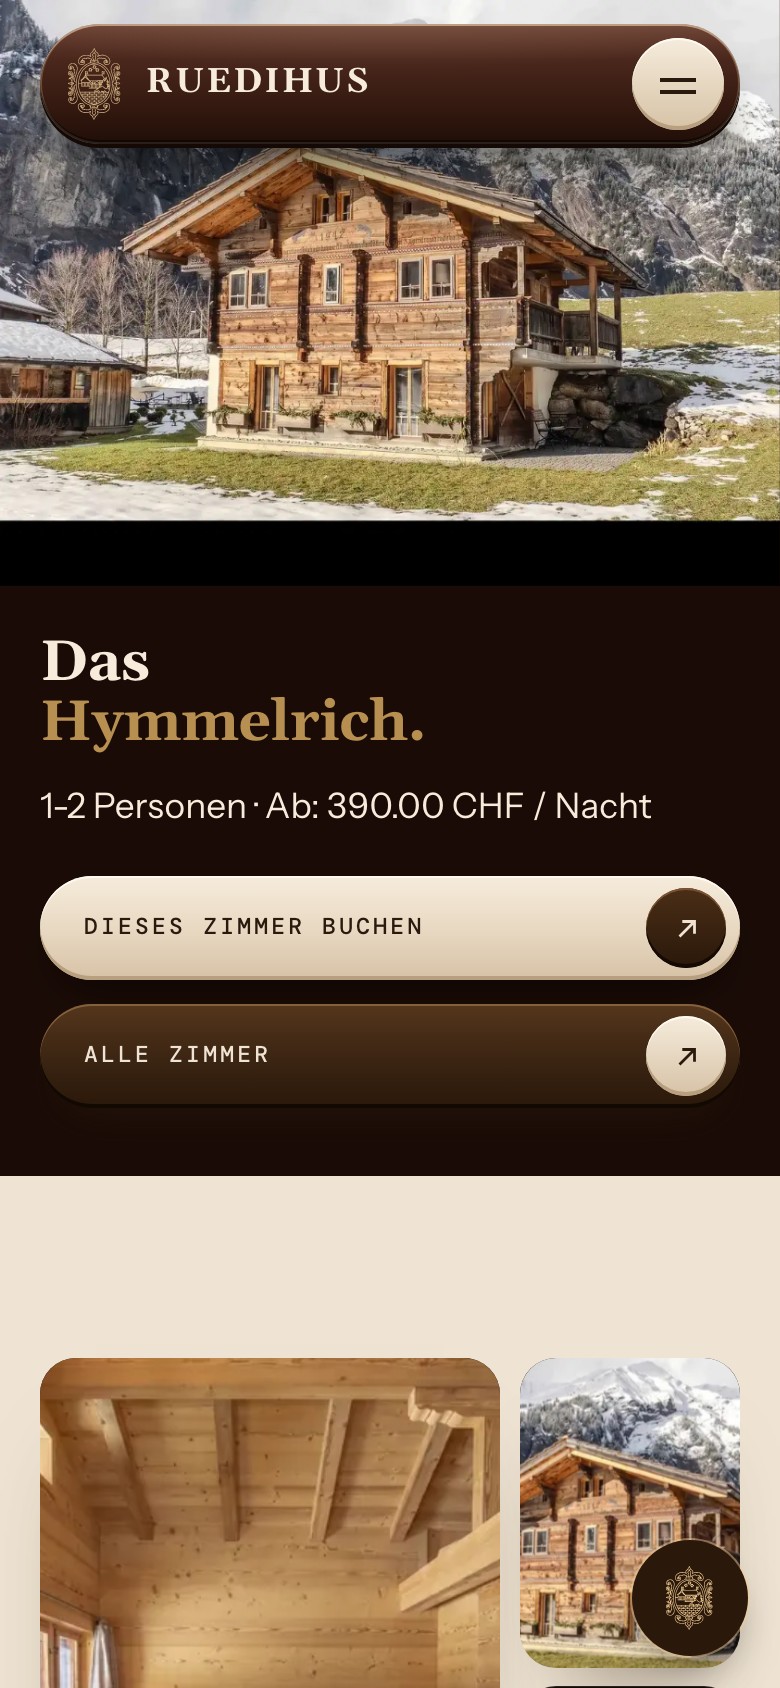 RUEDIHUS
Das
Hymmelrich.
1-2 Personen · Ab: 390.00 CHF / Nacht
DIESES ZIMMER BUCHEN
ALLE ZIMMER